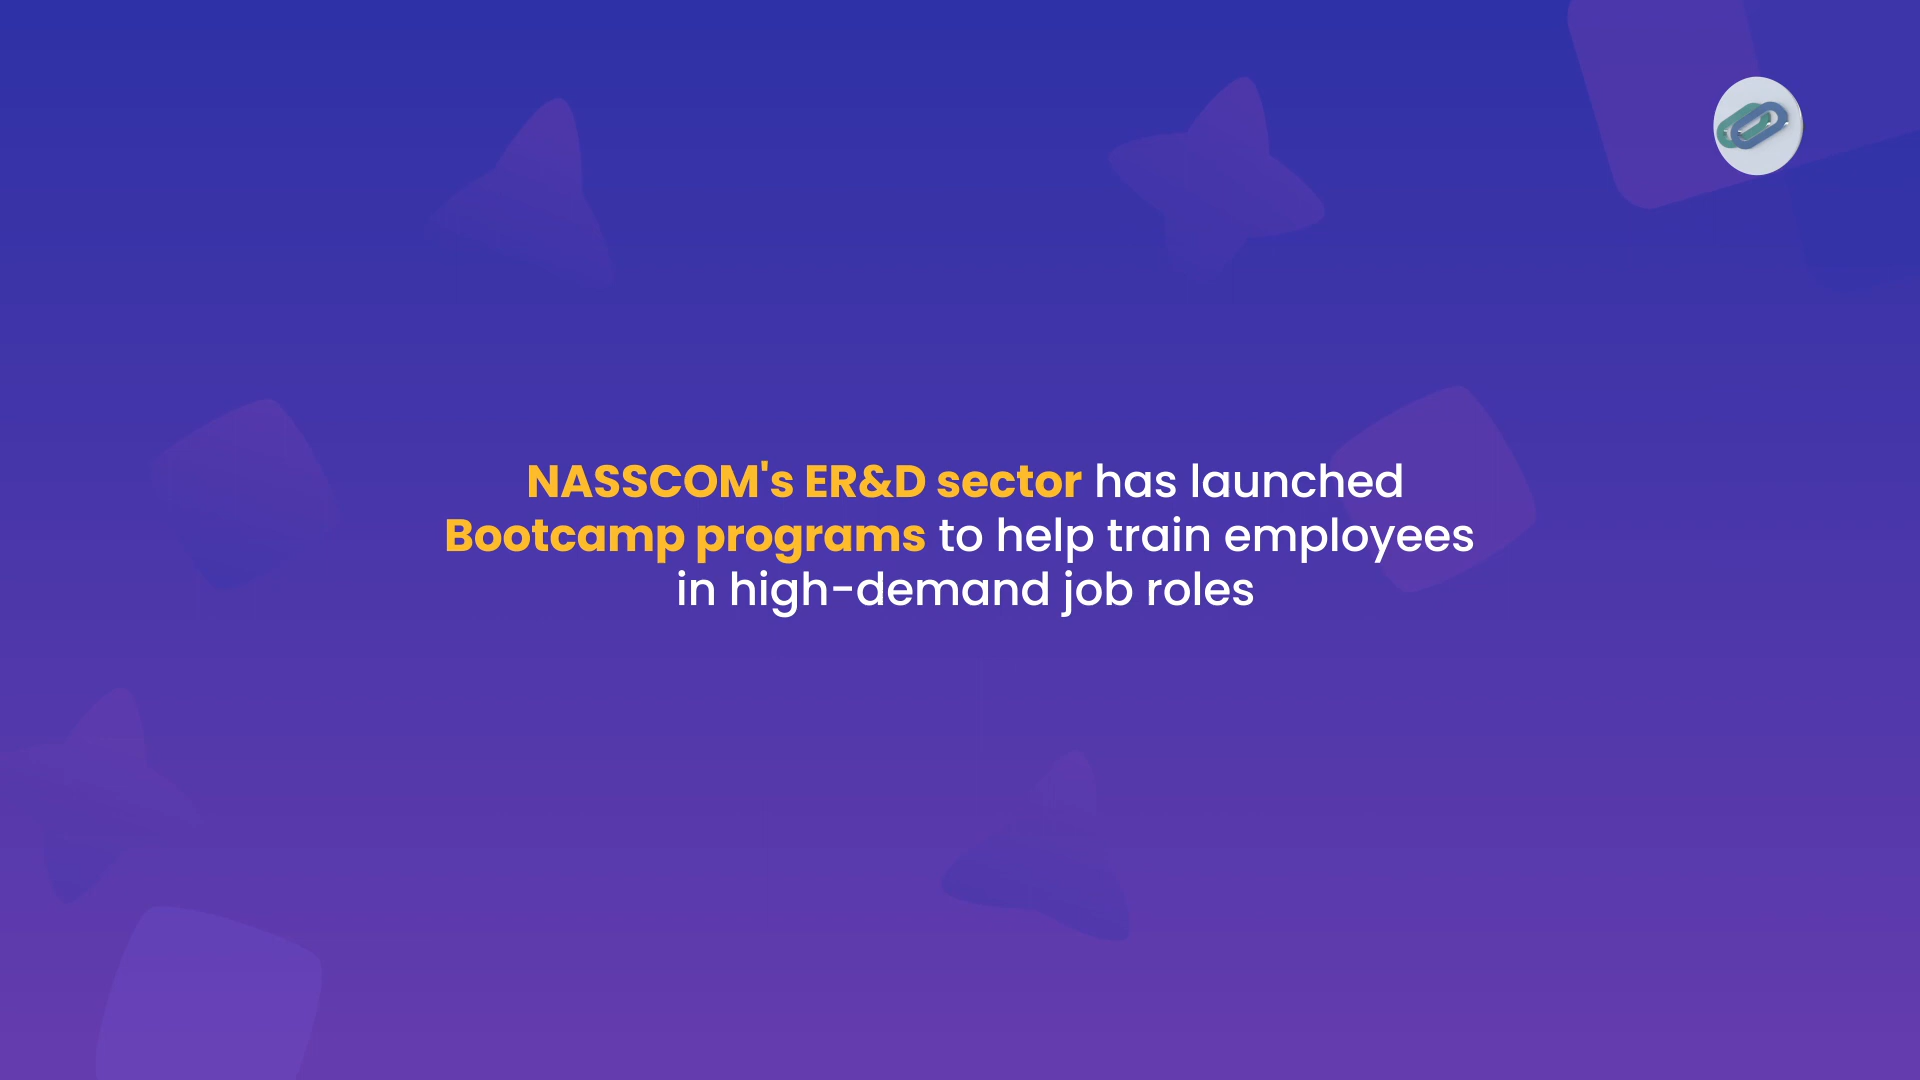 NASSCOM's ER&D sector has launched
Bootcamp programs to help train employees
in high-demand job roles